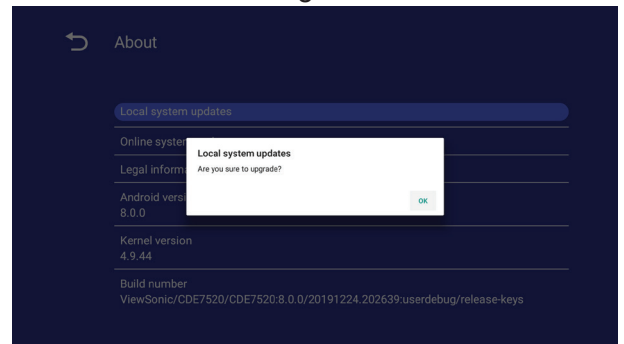 About
Local system updates
Online syste
Legal inform
Local system updates
Are you sure to upgrade?
OK
Android versi
8.0.0
Kernel version
4.9.44
Build number
ViewSonic/CDE7520/CDE7520:8.0.0/20191224.202639:userdebug/release-keys